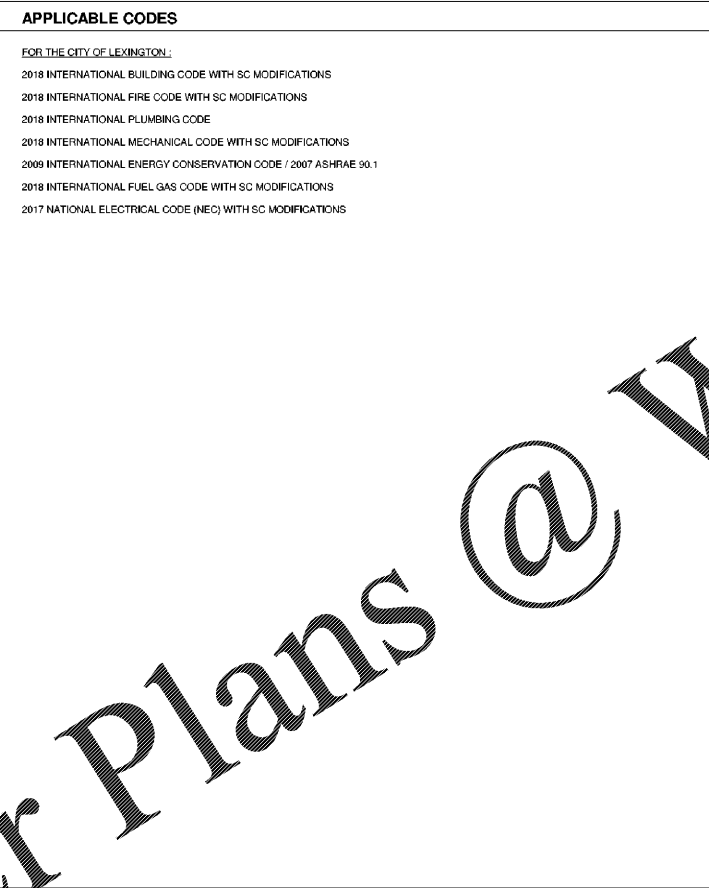 APPLICABLE CODES
FOR THE CITY OF LEXINGTON :
2018 INTERNATIONAL BUILDING CODE WITH SC MODIFICATIONS
2018 INTERNATIONAL FIRE CODE WITH SC MODIFICATIONS
2018 INTERNATIONAL PLUMBING CODE
2018 INTERNATIONAL MECHANICAL CODE WITH SC MODIFICATIONS
2009 INTERNATIONAL ENERGY CONSERVATION CODE / 2007 ASHRAE 90.1
2018 INTERNATIONAL FUEL GAS CODE WITH SC MODIFICATIONS
2017 NATIONAL ELECTRICAL CODE (NEC) WITH SC MODIFICATIONS
r Plans @